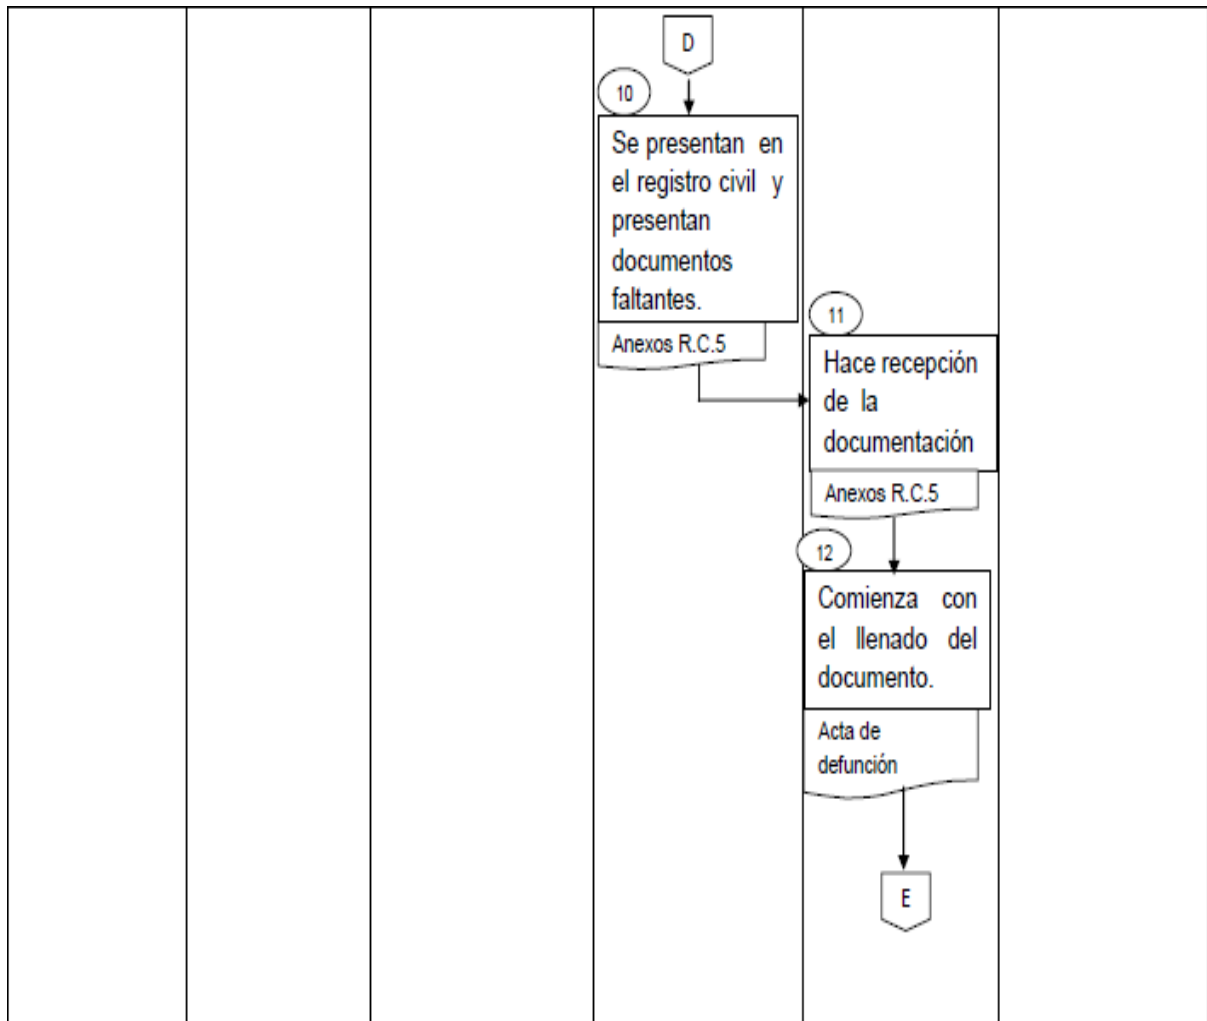 D
10
Se presentan en
el registro civil y
presentan
documentos
faltantes.
Anexos R.C.5
11
Hace recepción
de la
documentación
Anexos R.C.5
12
Comienza con
el llenado del
documento.
Acta de
defunción
E